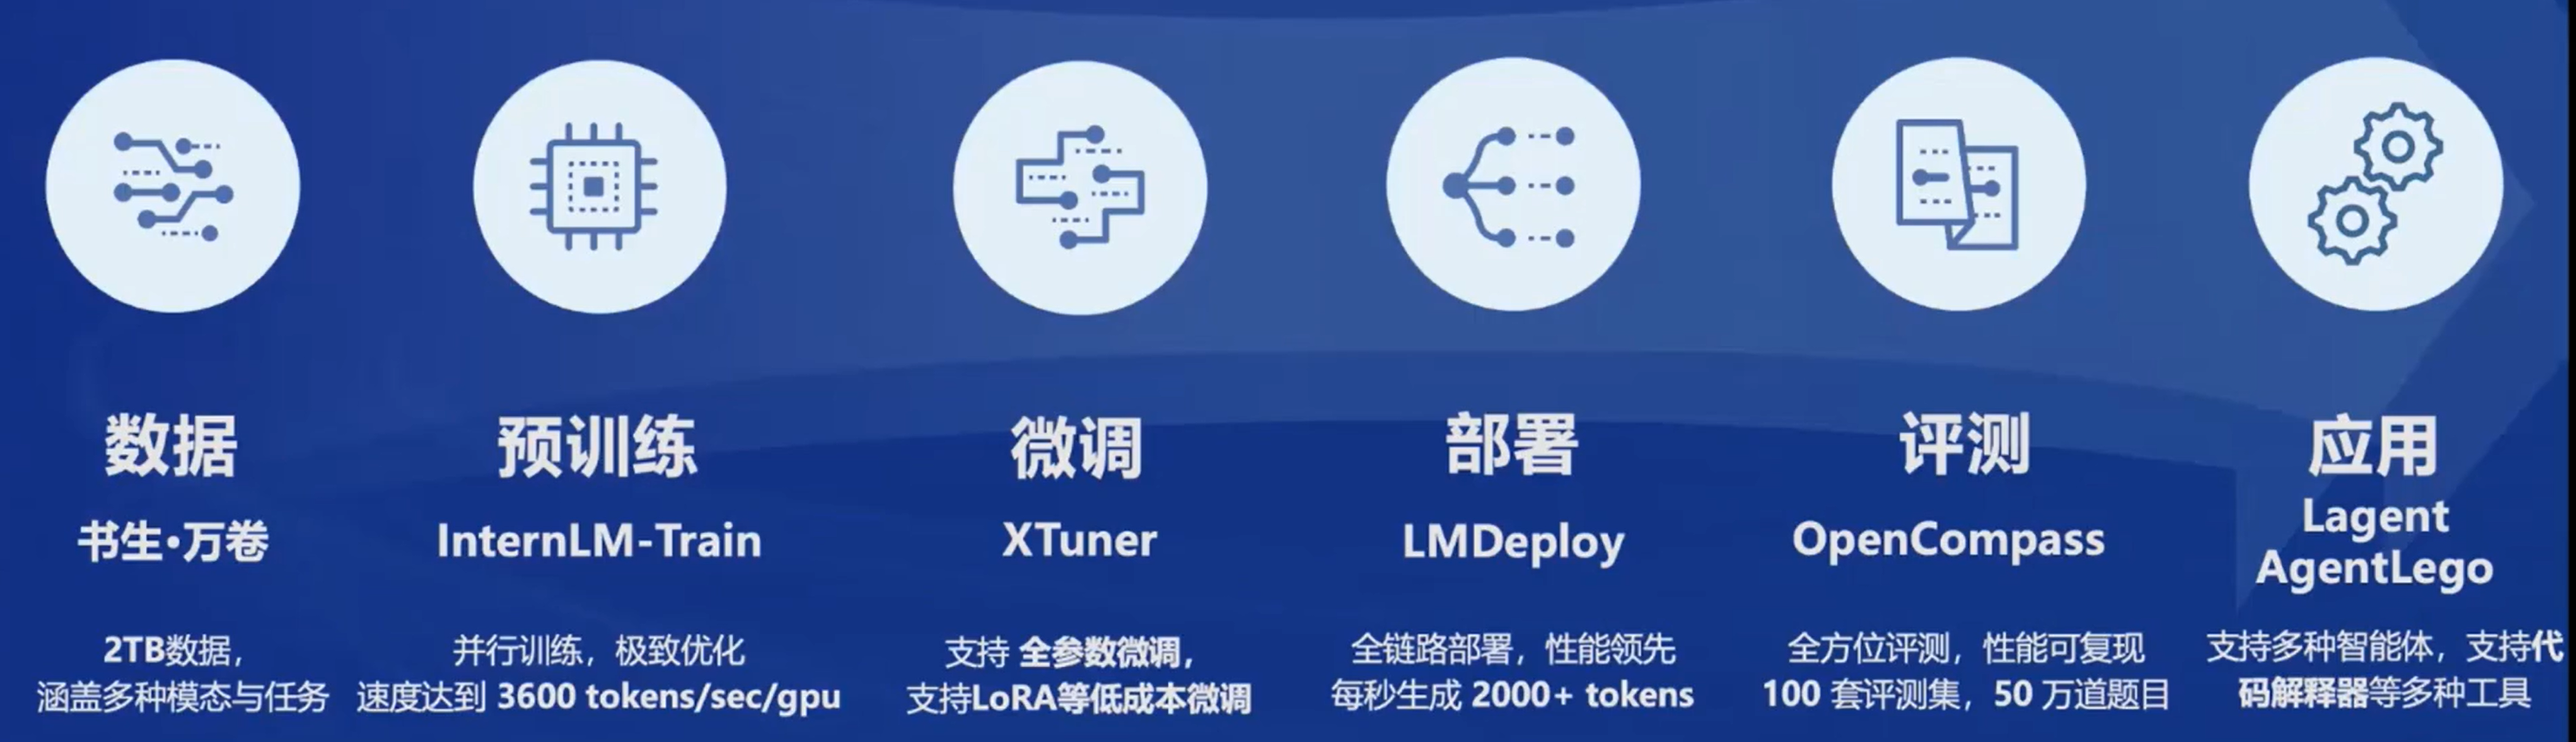 数据
书生·万卷
2TB数据，
涵盖多种模态与任务
预训练
InternLM-Train
并行训练，极致优化
速度达到 3600 tokens/sec/gpu
微调
XTuner
支持 全参数微调，
支持LoRA等低成本微调
部署
LMDeploy
全链路部署，性能领先
每秒生成 2000+ tokens
评测
OpenCompass
全方位评测，性能可复现
100 套评测集，50 万道题目
应用
Lagent
AgentLego
支持多种智能体，支持代
码解释器等多种工具